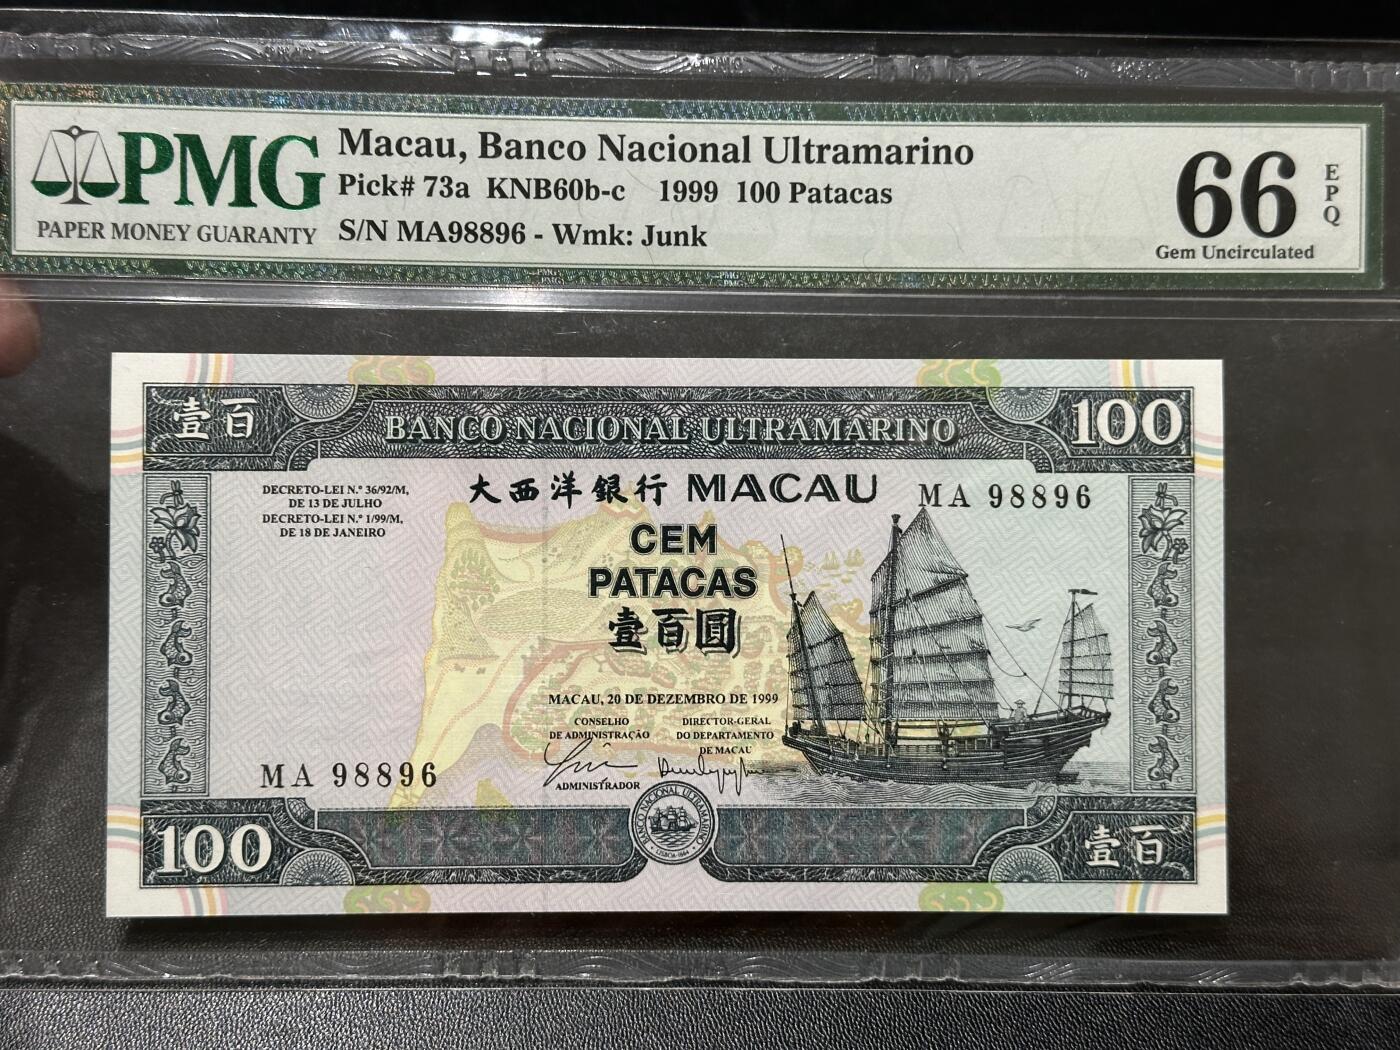 PMG
PAPER MONEY GUARANTY
Macau, Banco Nacional Ultramarino
Pick# 73a KNB60b-c 1999 100 Patacas
S/N MA98896 - Wmk: Junk
66
EPQ
Gem Uncirculated
壹百
BANCO NACIONAL ULTRAMARINO
100
DECRETO-LEI N.º 36/92/M,
DE 13 DE JULHO
DECRETO-LEI N.º 1/99/M,
DE 18 DE JANEIRO
大西洋銀行 MACAU
MA 98896
CEM
PATACAS
壹百圓
MACAU, 20 DE DEZEMBRO DE 1999
CONSELHO
DE ADMINISTRAÇÃO
DIRECTOR-GERAL
DO DEPARTAMENTO
DE MACAU
ADMINISTRADOR
MA 98896
100
BANCO NACIONAL ULTRAMARINO
LISBOA 1864
壹百